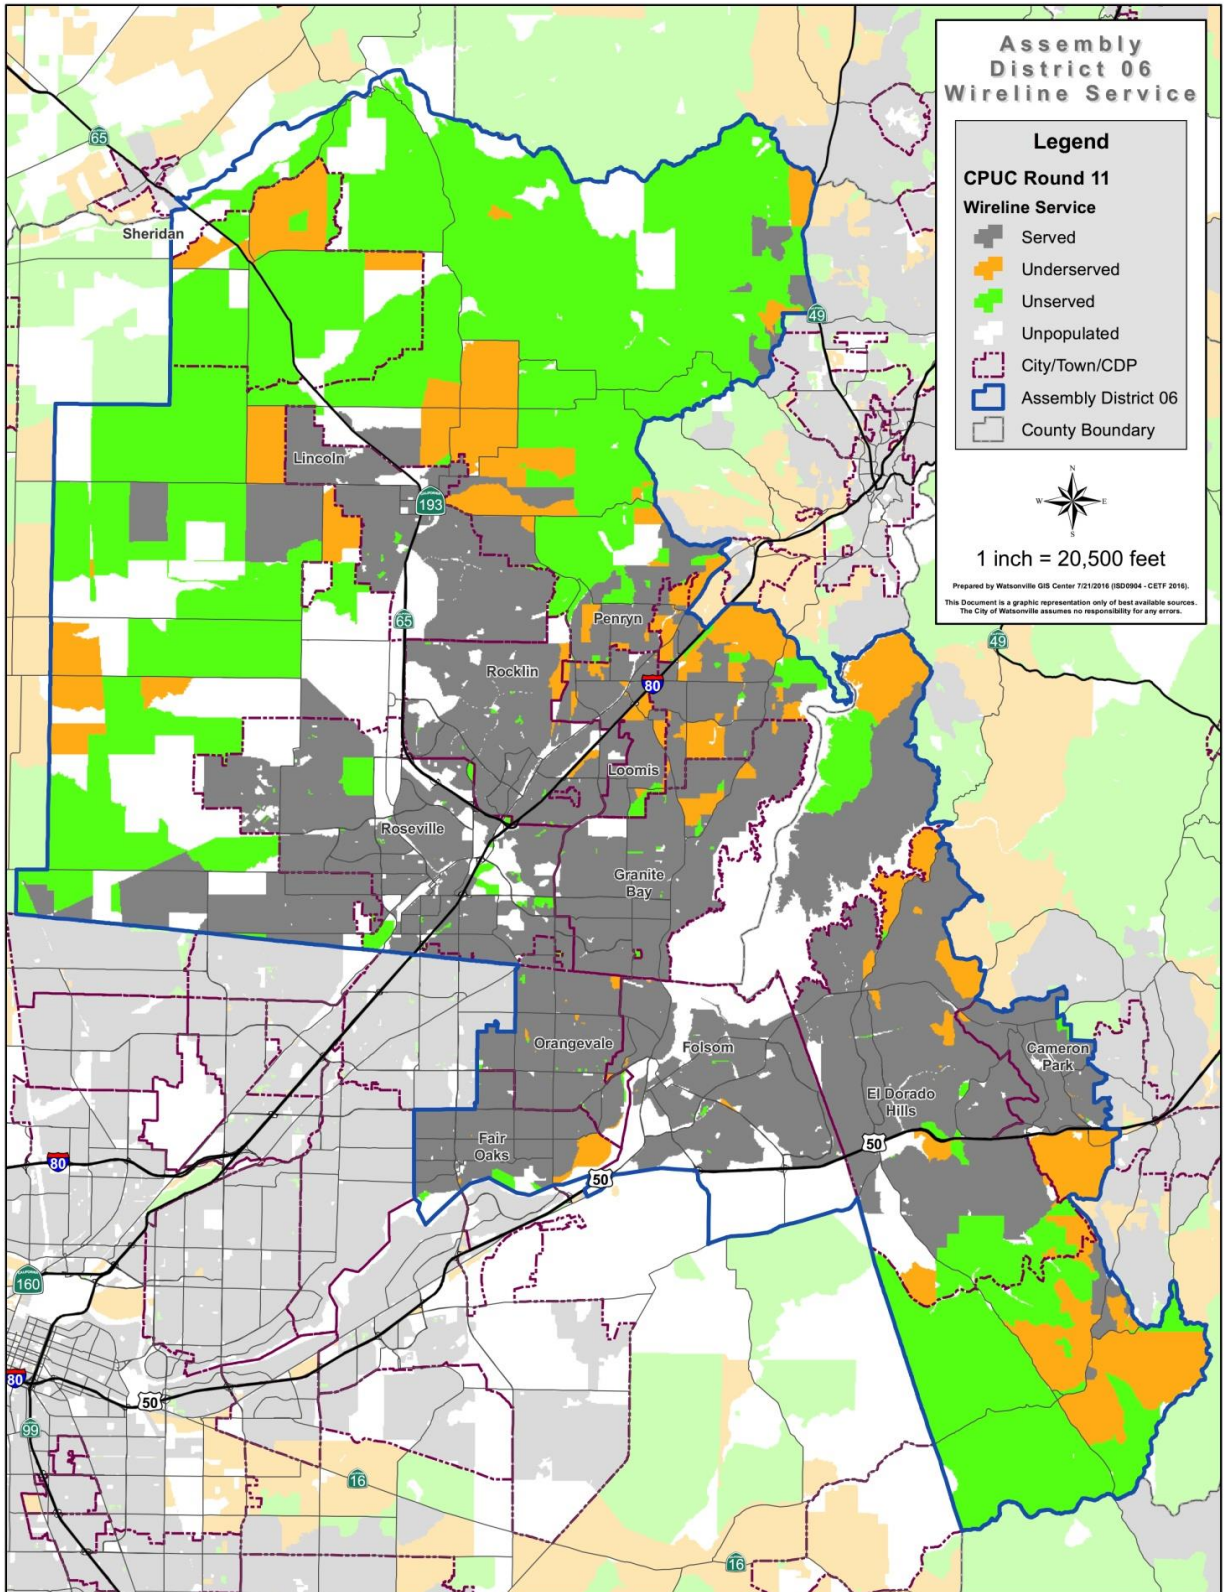 Assembly
District 06
Wireline Service
Legend
CPUC Round 11
Wireline Service
Served
Underserved
Unserved
Unpopulated
City/Town/CDP
Assembly District 06
County Boundary
N
W E
S
1 inch = 20,500 feet
Prepared by Watsonville GIS Center 7/21/2016 (ISD0904 - CETF 2016).
This Document is a graphic representation only of best available sources.
The City of Watsonville assumes no responsibility for any errors.
65
Sheridan
49
Lincoln
CALIFORNIA
193
65
Penryn
49
Rocklin
80
Loomis
Roseville
Granite
Bay
Orangevale
Folsom
Cameron
Park
El Dorado
Hills
Fair
Oaks
50
80
50
CALIFORNIA
160
80
50
99
16
16